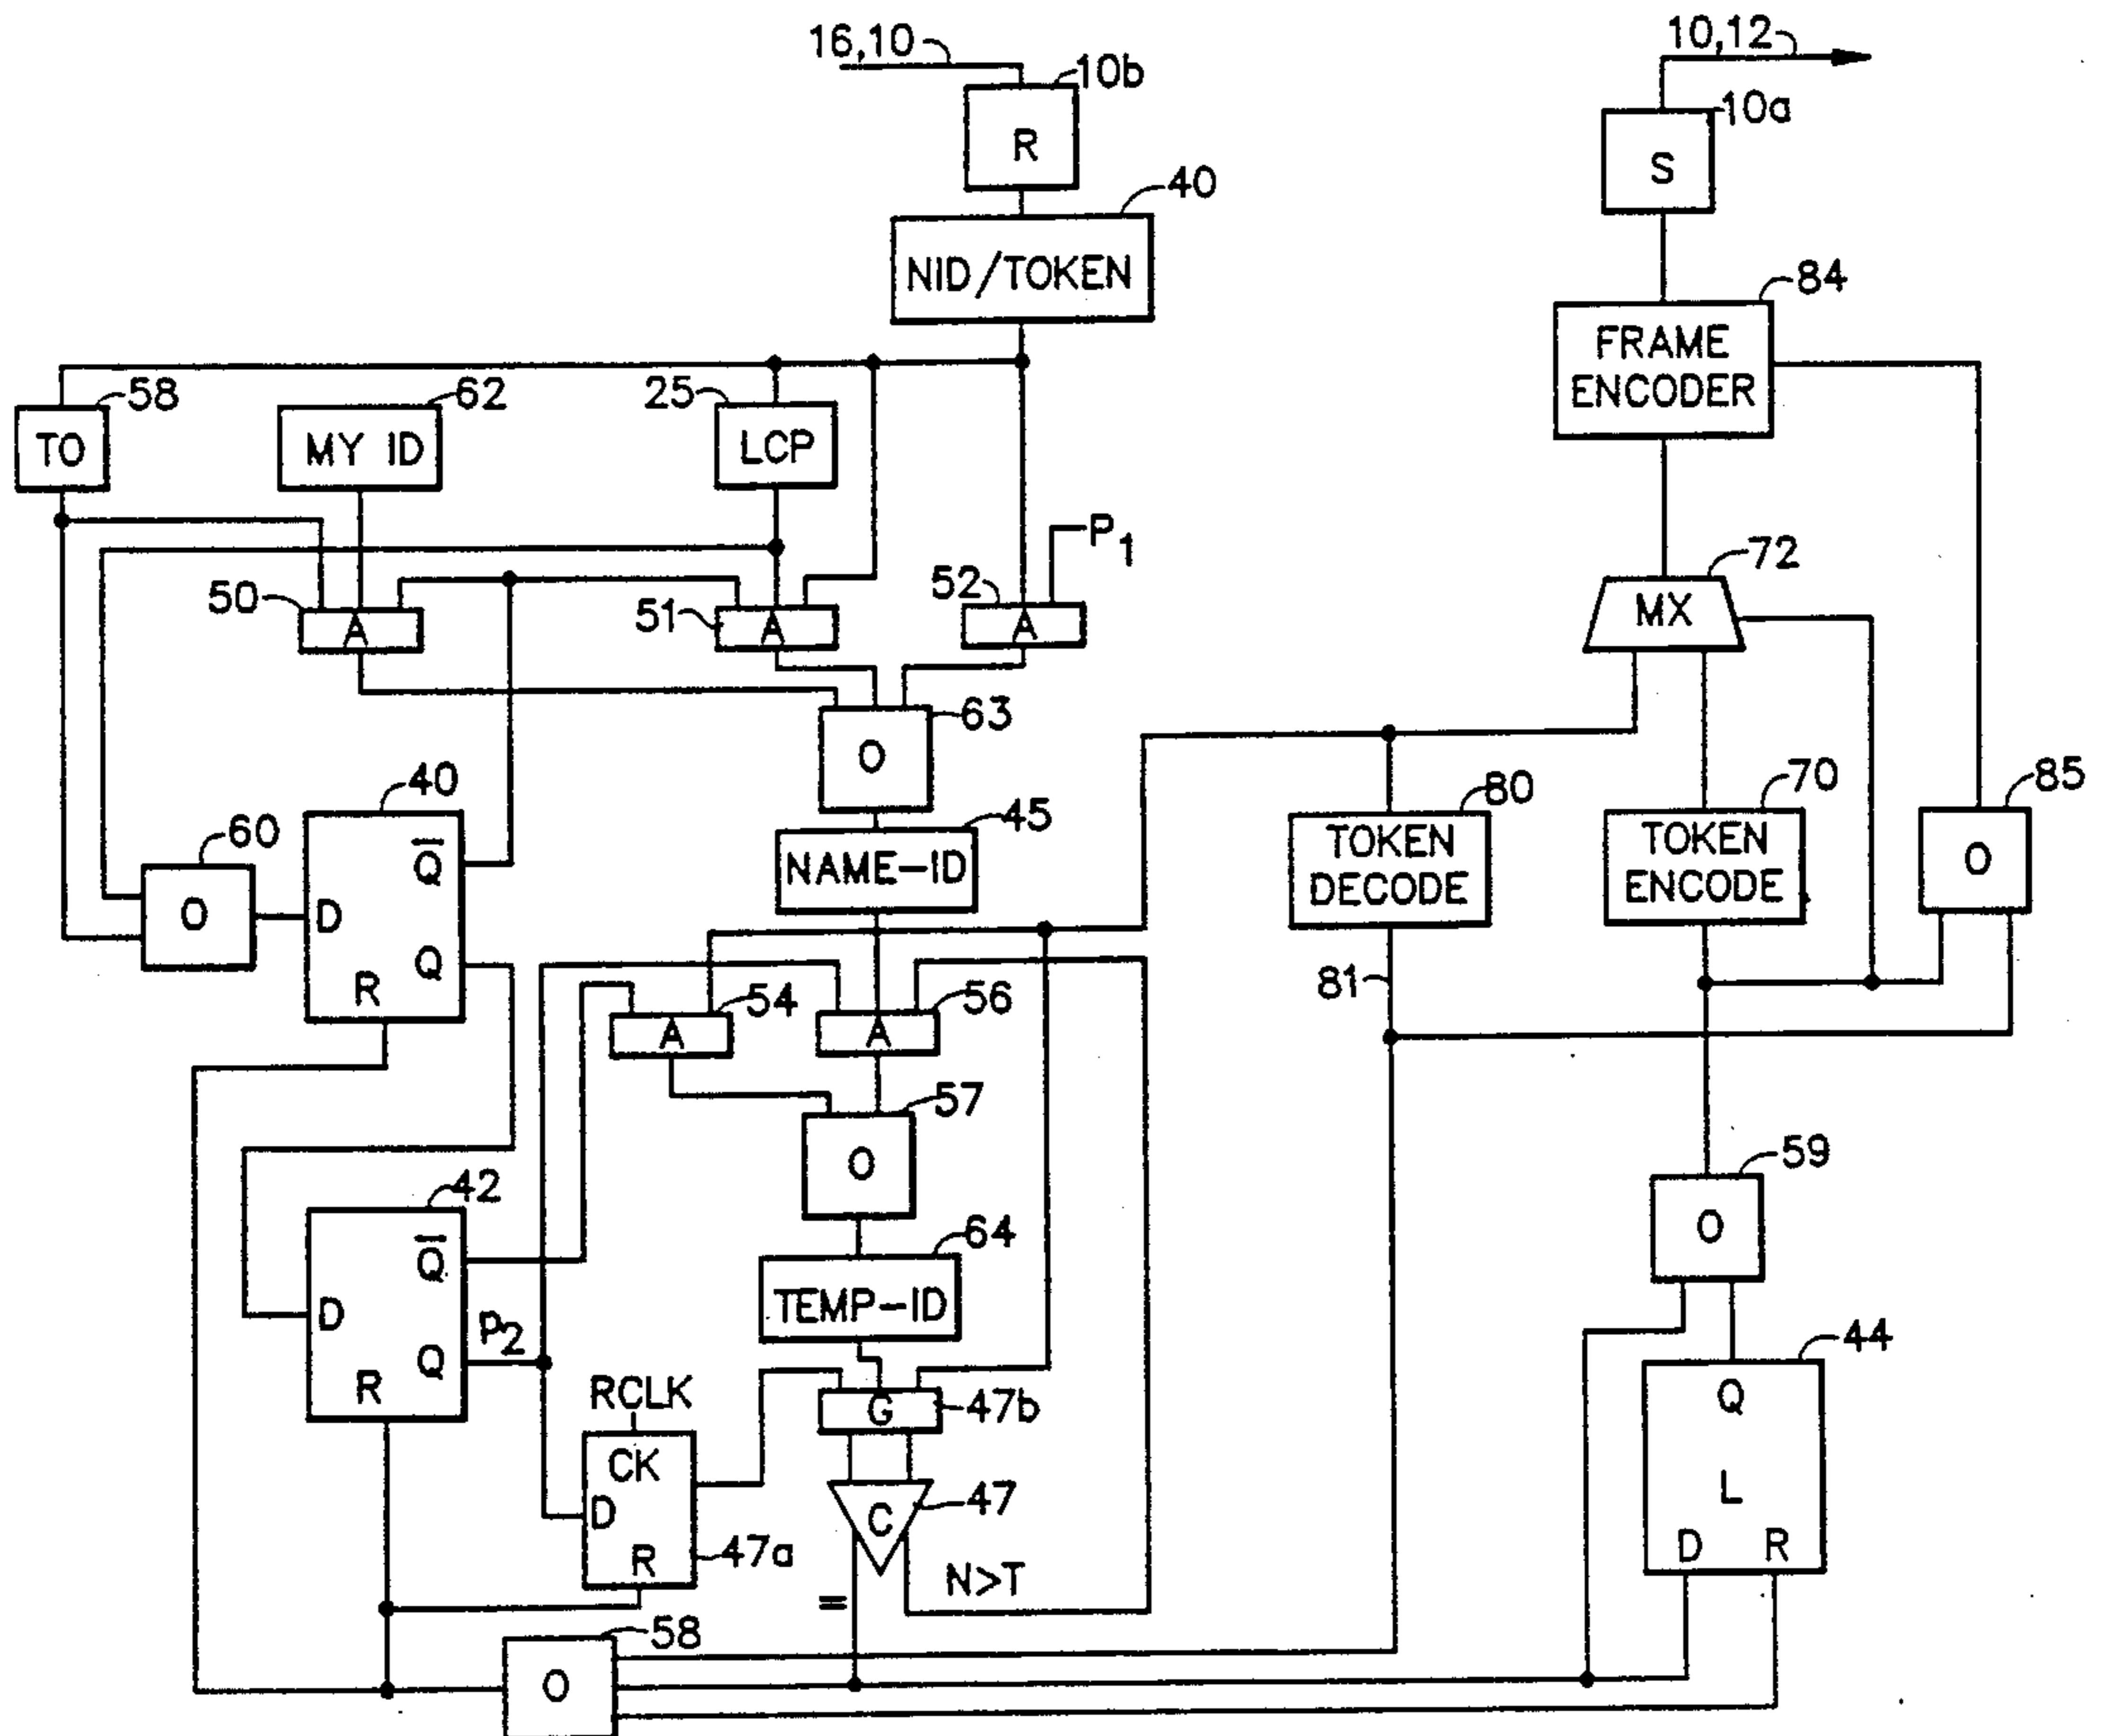 16,10
10,12
10b
R
10a
S
40
NID/TOKEN
84
FRAME
ENCODER
58
TO
62
MY ID
25
LCP
P1
72
MX
50
A
51
A
52
A
63
O
40
Q̅
D
Q
R
60
O
45
NAME-ID
80
TOKEN
DECODE
70
TOKEN
ENCODE
85
O
81
54
A
56
A
57
O
59
O
42
Q̅
D
P2
Q
R
64
TEMP-ID
44
Q
L
D
R
RCLK
CK
D
R
47a
G
47b
C
47
N>T
=
58
O